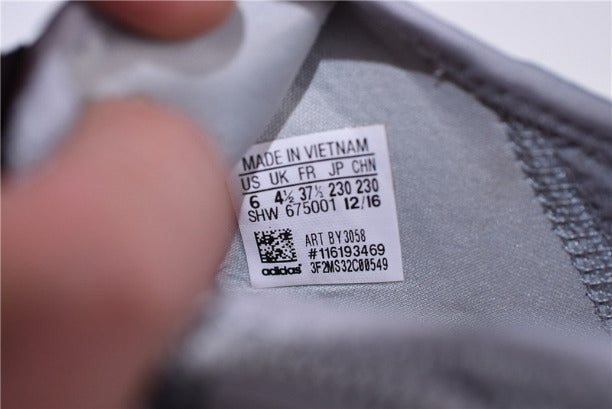 MADE IN VIETNAM
US UK FR JP CHN
6 4½ 37⅓ 230 230
SHW 675001 12/16
ART BY3058
#116193469
adidas 3F2MS32C00549